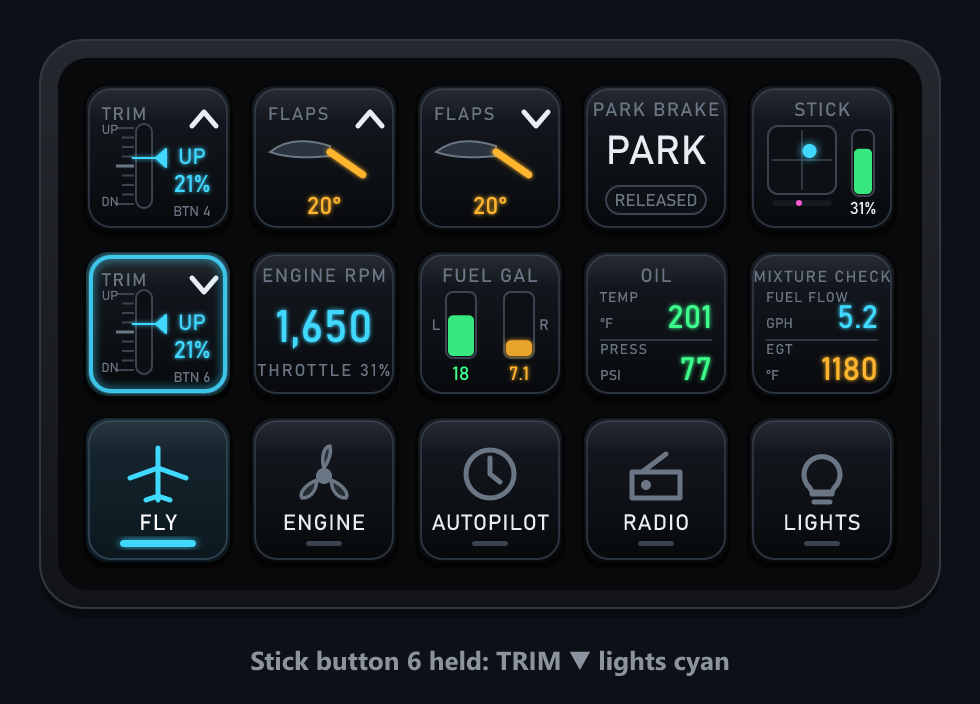 TRIM
UP
UP
21%
DN
BTN 4
FLAPS
20°
FLAPS
20°
PARK BRAKE
PARK
RELEASED
STICK
31%
TRIM
UP
UP
21%
DN
BTN 6
ENGINE RPM
1,650
THROTTLE 31%
FUEL GAL
L
R
18
7.1
OIL
TEMP
°F 201
PRESS
PSI 77
MIXTURE CHECK
FUEL FLOW
GPH 5.2
EGT
°F 1180
FLY
ENGINE
AUTOPILOT
RADIO
LIGHTS
Stick button 6 held: TRIM ▼ lights cyan